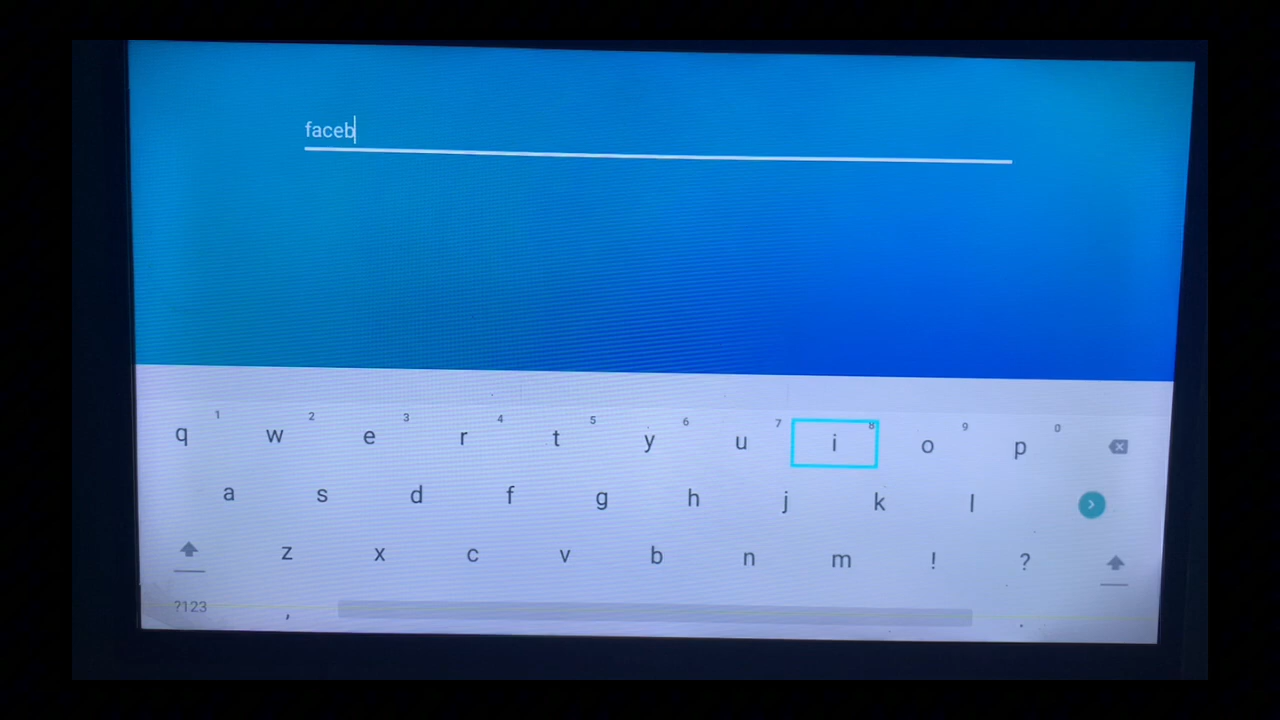 faceb
q 1 w 2 e 3 r 4 t 5 y 6 u 7 i 8 o 9 p 0
a s d f g h j k l
z x c v b n m ! ?
?123 , .